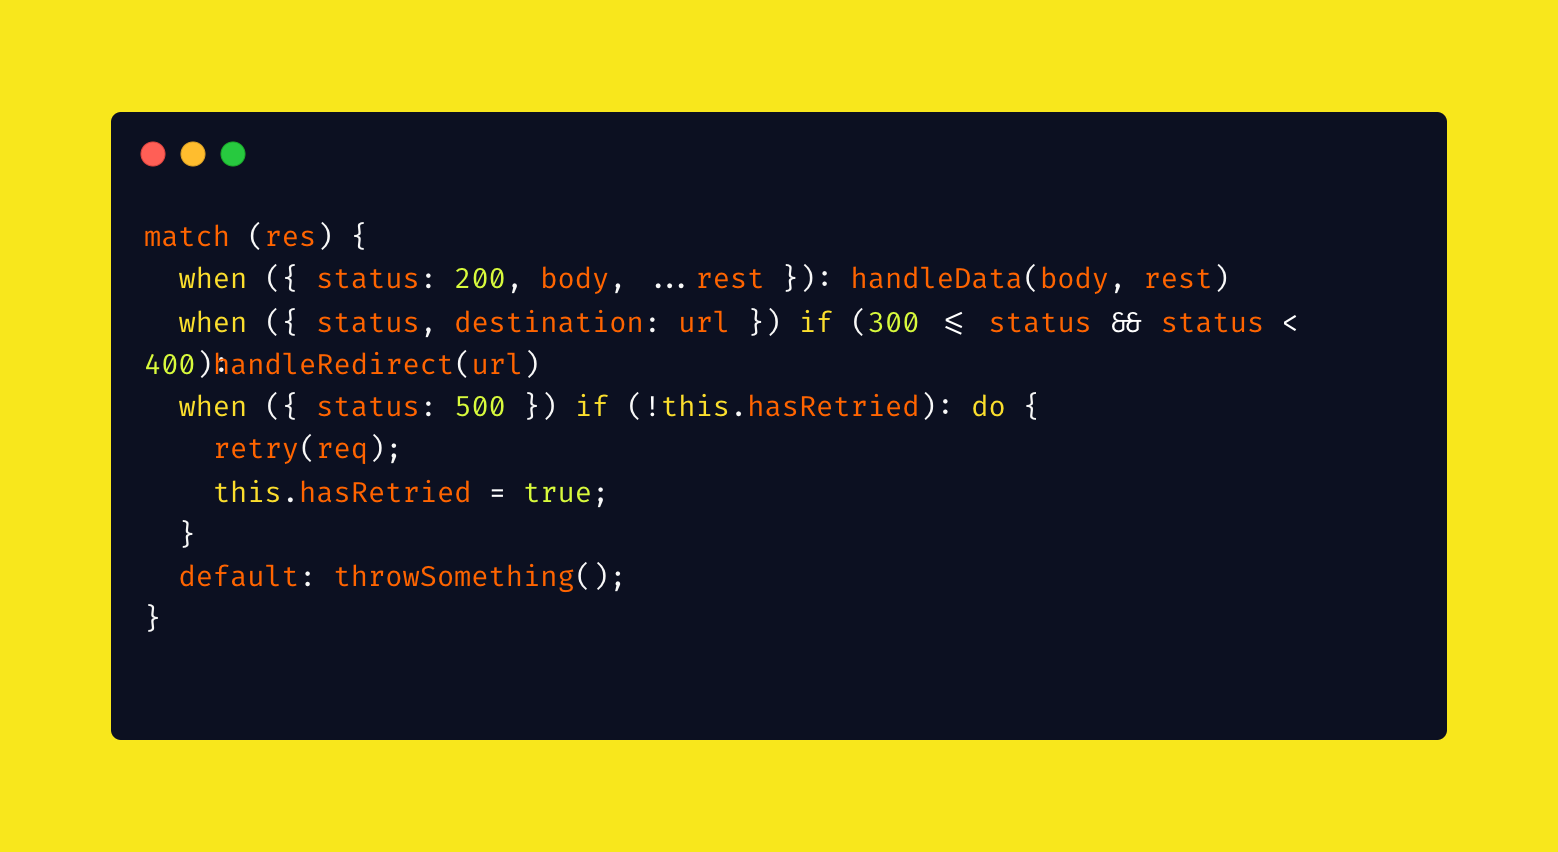 match (res) {
  when ({ status: 200, body, ...rest }): handleData(body, rest)
  when ({ status, destination: url }) if (300 <= status && status <
400): handleRedirect(url)
  when ({ status: 500 }) if (!this.hasRetried): do {
    retry(req);
    this.hasRetried = true;
  }
  default: throwSomething();
}